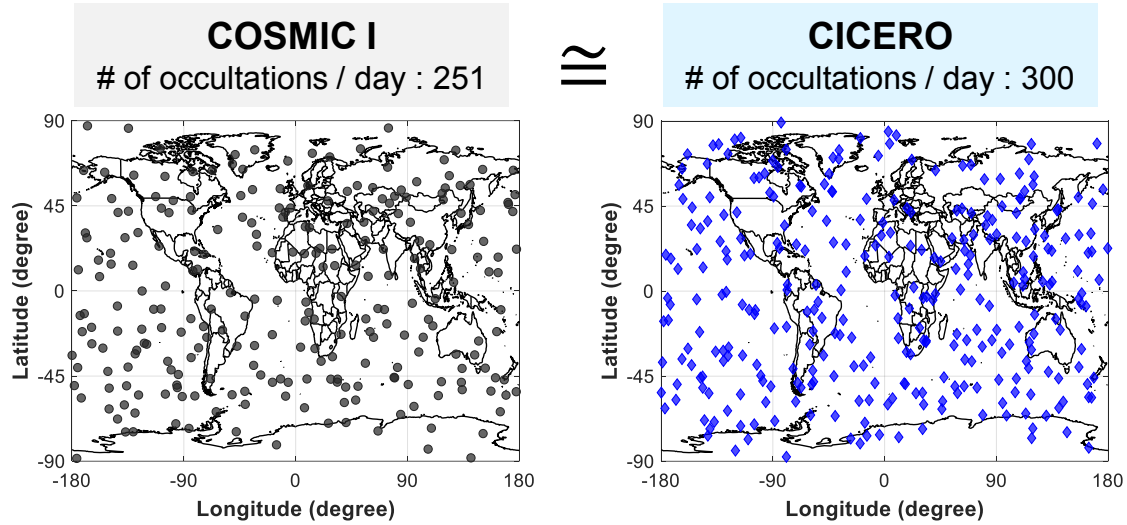 COSMIC I
# of occultations / day : 251
≅
CICERO
# of occultations / day : 300
90
45
0
-45
-90
-180
-90
0
90
180
Latitude (degree)
Longitude (degree)
90
45
0
-45
-90
-180
-90
0
90
180
Latitude (degree)
Longitude (degree)